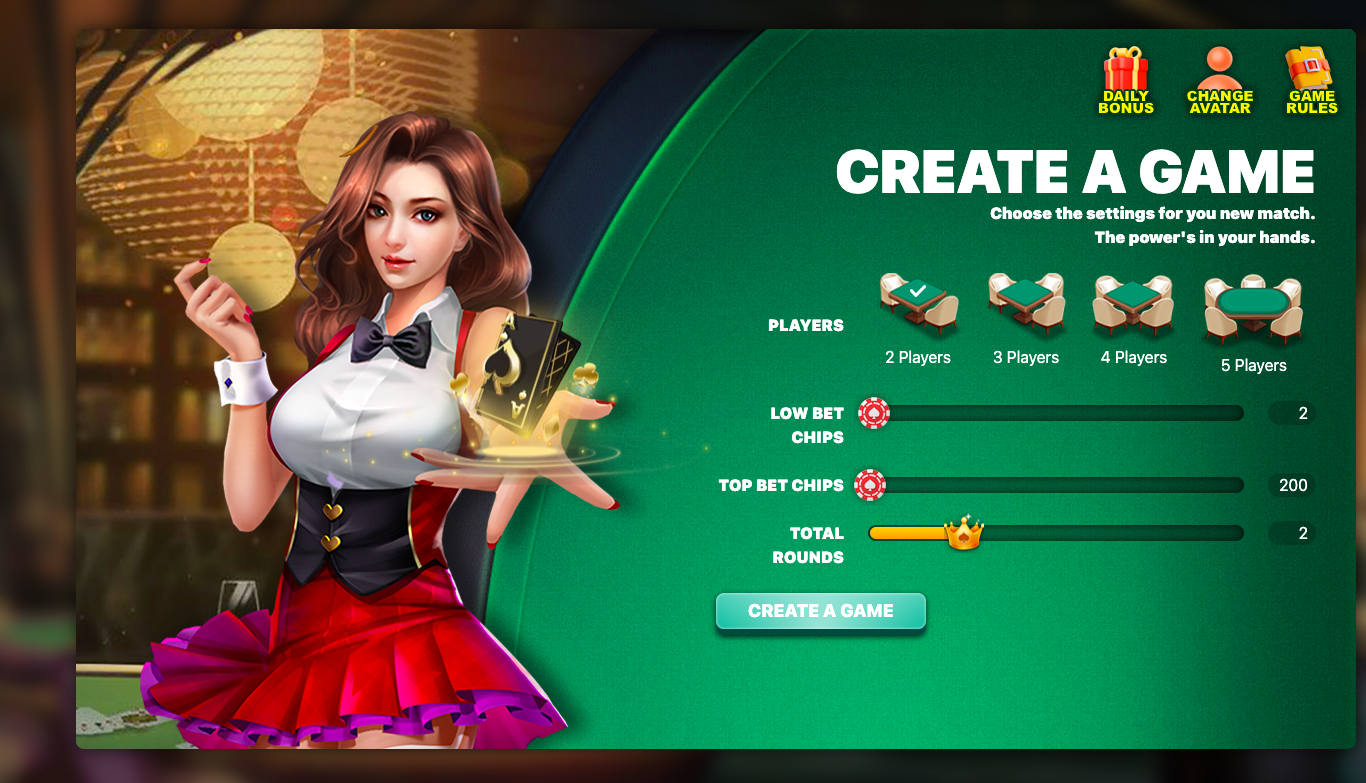 DAILY
BONUS
CHANGE
AVATAR
GAME
RULES
CREATE A GAME
Choose the settings for you new match.
The power's in your hands.
PLAYERS
2 Players
3 Players
4 Players
5 Players
LOW BET
CHIPS
2
TOP BET CHIPS
200
TOTAL
ROUNDS
2
CREATE A GAME
A
A